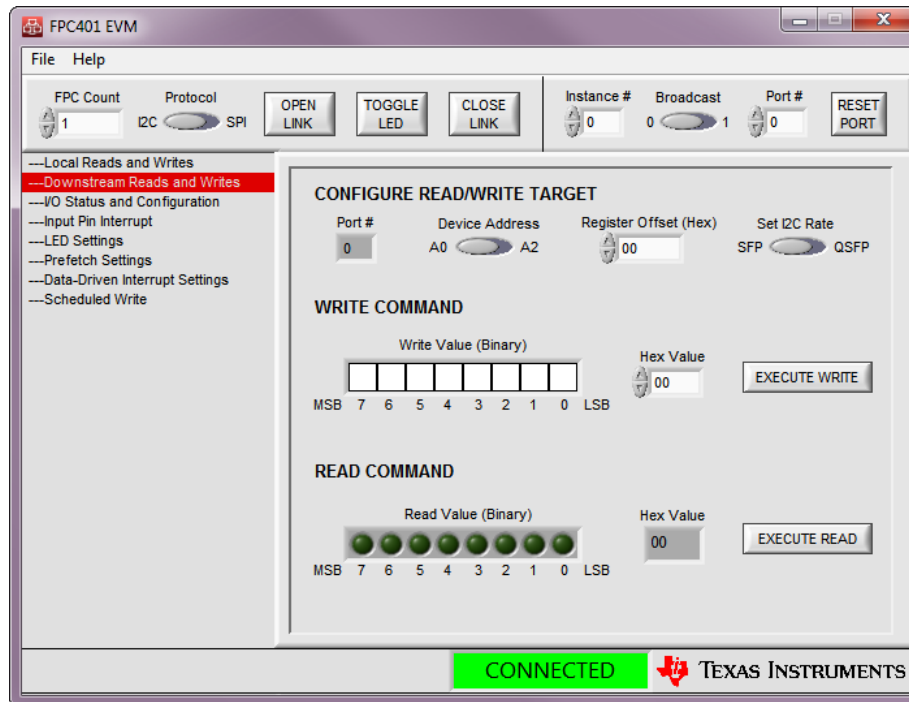 FPC401 EVM
File Help
FPC Count Protocol Instance # Broadcast Port #
1 I2C SPI OPEN LINK TOGGLE LED CLOSE LINK 0 0 1 0 RESET PORT
---Local Reads and Writes
---Downstream Reads and Writes
---I/O Status and Configuration
---Input Pin Interrupt
---LED Settings
---Prefetch Settings
---Data-Driven Interrupt Settings
---Scheduled Write
CONFIGURE READ/WRITE TARGET
Port # Device Address Register Offset (Hex) Set I2C Rate
0 A0 A2 00 SFP QSFP
WRITE COMMAND
Write Value (Binary) Hex Value
00 EXECUTE WRITE
MSB 7 6 5 4 3 2 1 0 LSB
READ COMMAND
Read Value (Binary) Hex Value
00 EXECUTE READ
MSB 7 6 5 4 3 2 1 0 LSB
CONNECTED TEXAS INSTRUMENTS